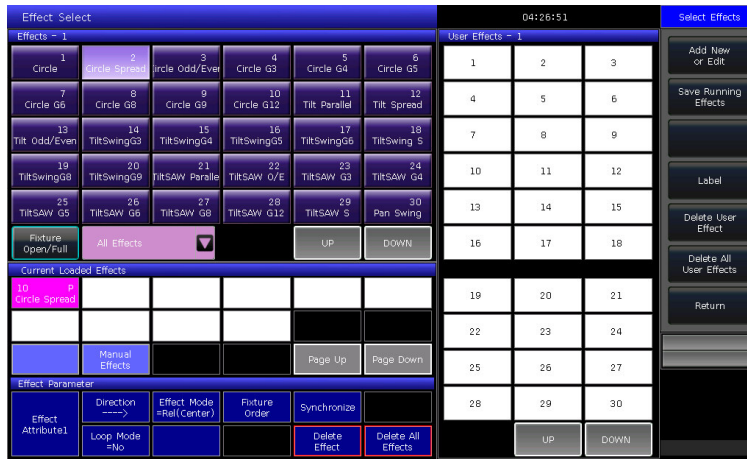 Effect Select
04:26:51
Select Effects
Effects - 1
1
Circle
2
Circle Spread
3
Circle Odd/Even
4
Circle G3
5
Circle G4
6
Circle G5
7
Circle G6
8
Circle G8
9
Circle G9
10
Circle G12
11
Tilt Parallel
12
Tilt Spread
13
Tilt Odd/Even
14
TiltSwingG3
15
TiltSwingG4
16
TiltSwingG5
17
TiltSwingG6
18
TiltSwing S
19
TiltSwingG8
20
TiltSwingG9
21
TiltSAW Paralle
22
TiltSAW O/E
23
TiltSAW G3
24
TiltSAW G4
25
TiltSAW G5
26
TiltSAW G6
27
TiltSAW G8
28
TiltSAW G12
29
TiltSAW S
30
Pan Swing
Fixture
Open/Full
All Effects
UP
DOWN
Current Loaded Effects
10 P
Circle Spread
Manual
Effects
Page Up
Page Down
Effect Parameter
Effect
Attribute1
Direction
---->
Effect Mode
=Rel(Center)
Fixture
Order
Synchronize
Loop Mode
=No
Delete
Effect
Delete All
Effects
User Effects - 1
1
2
3
4
5
6
7
8
9
10
11
12
13
14
15
16
17
18
19
20
21
22
23
24
25
26
27
28
29
30
UP
DOWN
Add New
or Edit
Save Running
Effects
Label
Delete User
Effect
Delete All
User Effects
Return